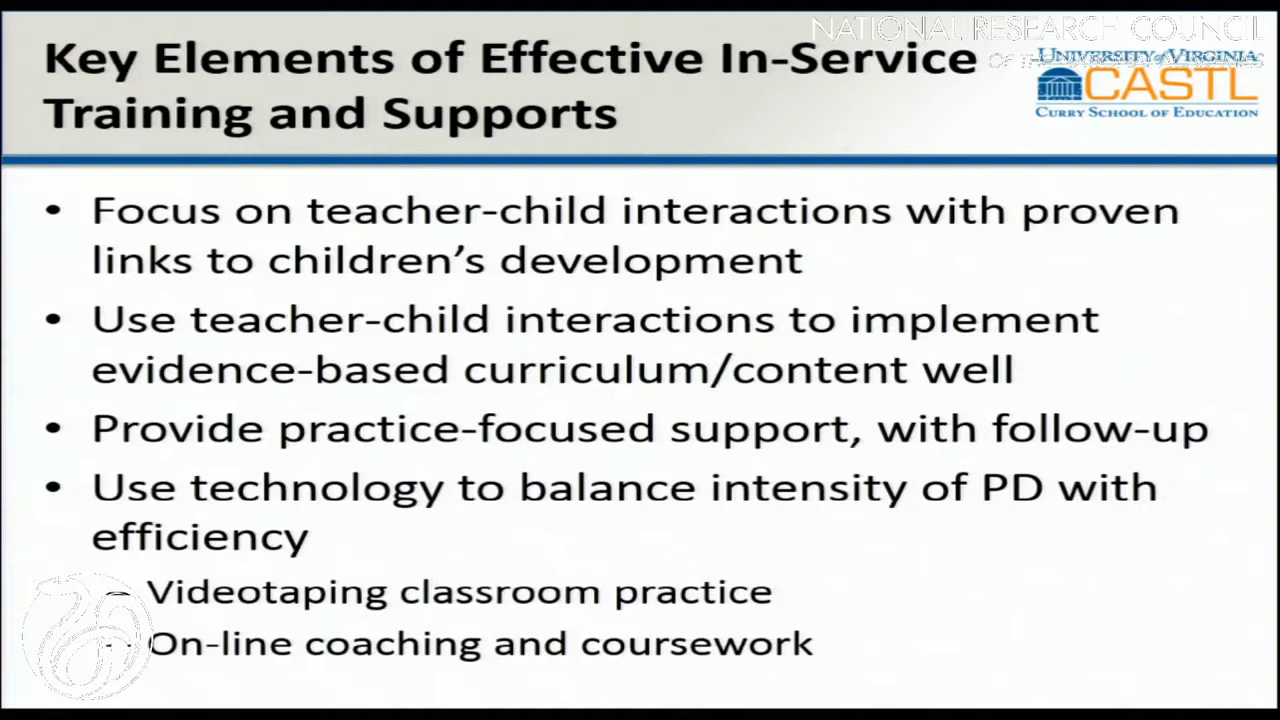 NATIONAL RESEARCH COUNCIL
Key Elements of Effective In-Service
Training and Supports
UNIVERSITY of VIRGINIA
CASTL
CURRY SCHOOL OF EDUCATION
• Focus on teacher-child interactions with proven
links to children's development
• Use teacher-child interactions to implement
evidence-based curriculum/content well
• Provide practice-focused support, with follow-up
• Use technology to balance intensity of PD with
efficiency
– Videotaping classroom practice
– On-line coaching and coursework